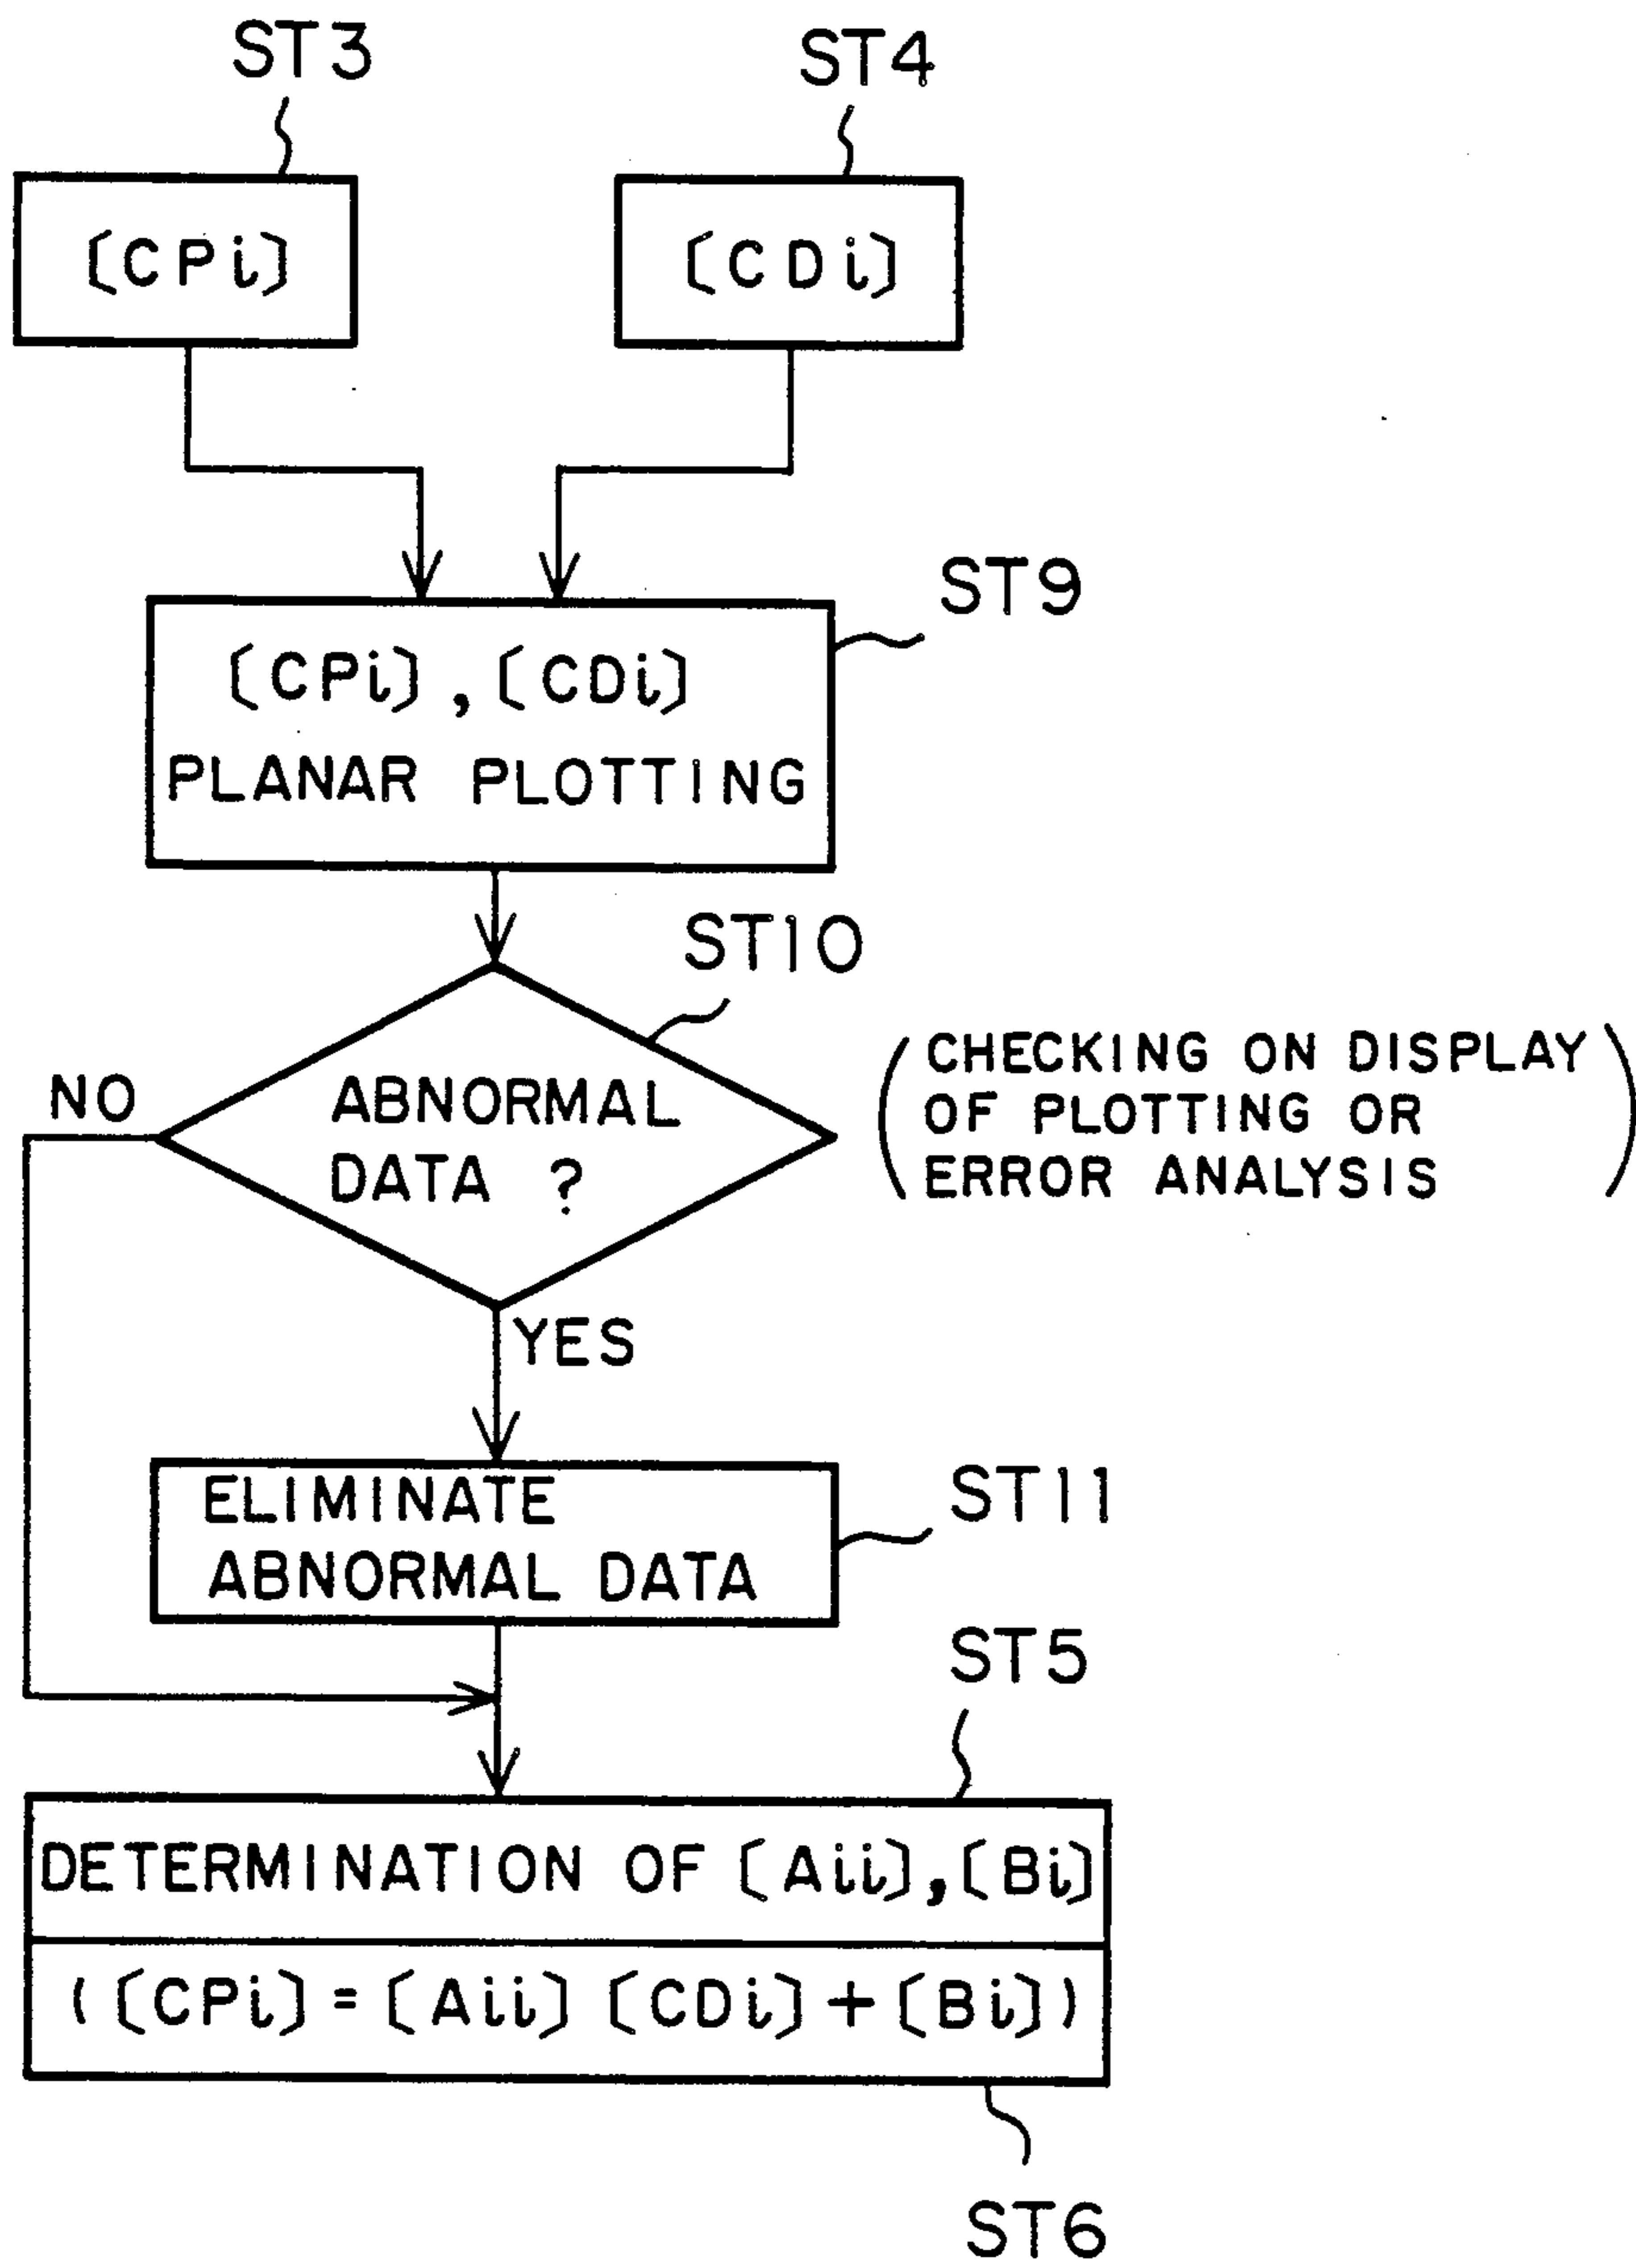 ST3
ST4
[CPi]
[CDi]
ST9
[CPi], [CDi]
PLANAR PLOTTING
ST10
NO
ABNORMAL
DATA ?
(CHECKING ON DISPLAY
OF PLOTTING OR
ERROR ANALYSIS)
YES
ELIMINATE
ABNORMAL DATA
ST11
ST5
DETERMINATION OF [Aii], [Bi]
([CPi] = [Aii] [CDi] + [Bi])
ST6